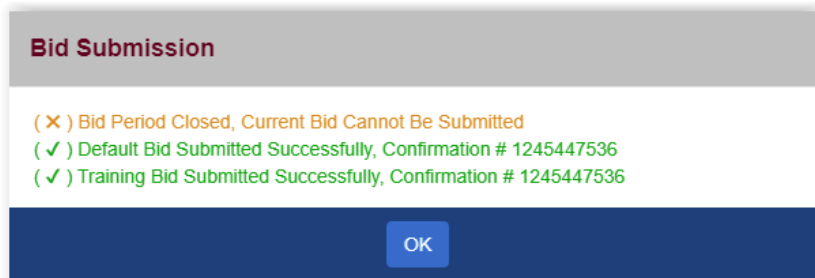 Bid Submission
( ✕ ) Bid Period Closed, Current Bid Cannot Be Submitted
( ✓ ) Default Bid Submitted Successfully, Confirmation # 1245447536
( ✓ ) Training Bid Submitted Successfully, Confirmation # 1245447536
OK